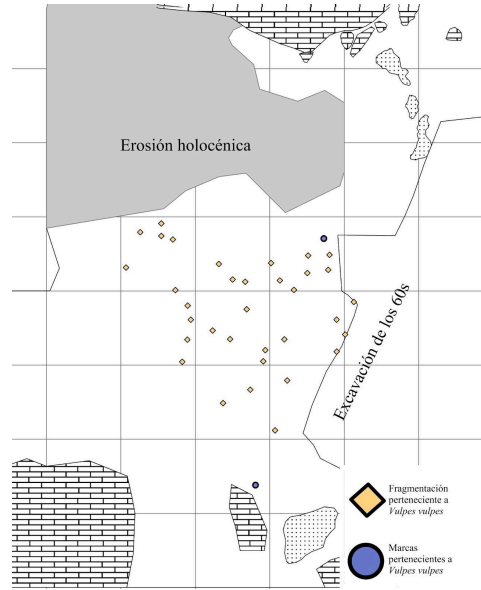 Erosión holocénica
Excavación de los 60s
Fragmentación
perteneciente a
Vulpes vulpes
Marcas
pertenecientes a
Vulpes vulpes